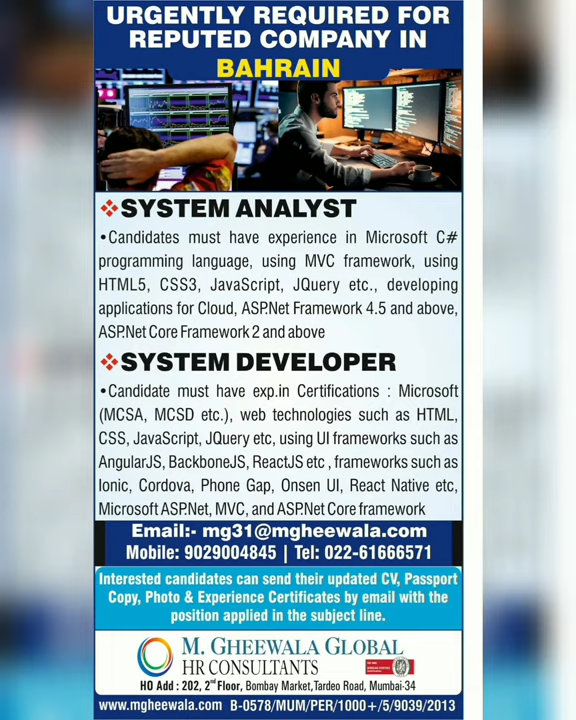 URGENTLY REQUIRED FOR
REPUTED COMPANY IN
BAHRAIN
❖SYSTEM ANALYST
•Candidates must have experience in Microsoft C#
programming language, using MVC framework, using
HTML5, CSS3, JavaScript, JQuery etc., developing
applications for Cloud, ASP.Net Framework 4.5 and above,
ASP.Net Core Framework 2 and above
❖SYSTEM DEVELOPER
•Candidate must have exp.in Certifications : Microsoft
(MCSA, MCSD etc.), web technologies such as HTML,
CSS, JavaScript, JQuery etc, using UI frameworks such as
AngularJS, BackboneJS, ReactJS etc , frameworks such as
Ionic, Cordova, Phone Gap, Onsen UI, React Native etc,
Microsoft ASP.Net, MVC, and ASP.Net Core framework
Email:- mg31@mgheewala.com
Mobile: 9029004845 | Tel: 022-61666571
Interested candidates can send their updated CV, Passport
Copy, Photo & Experience Certificates by email with the
position applied in the subject line.
M. GHEEWALA GLOBAL
HR CONSULTANTS
HO Add : 202, 2nd Floor, Bombay Market,Tardeo Road, Mumbai-34
www.mgheewala.com B-0578/MUM/PER/1000+/5/9039/2013